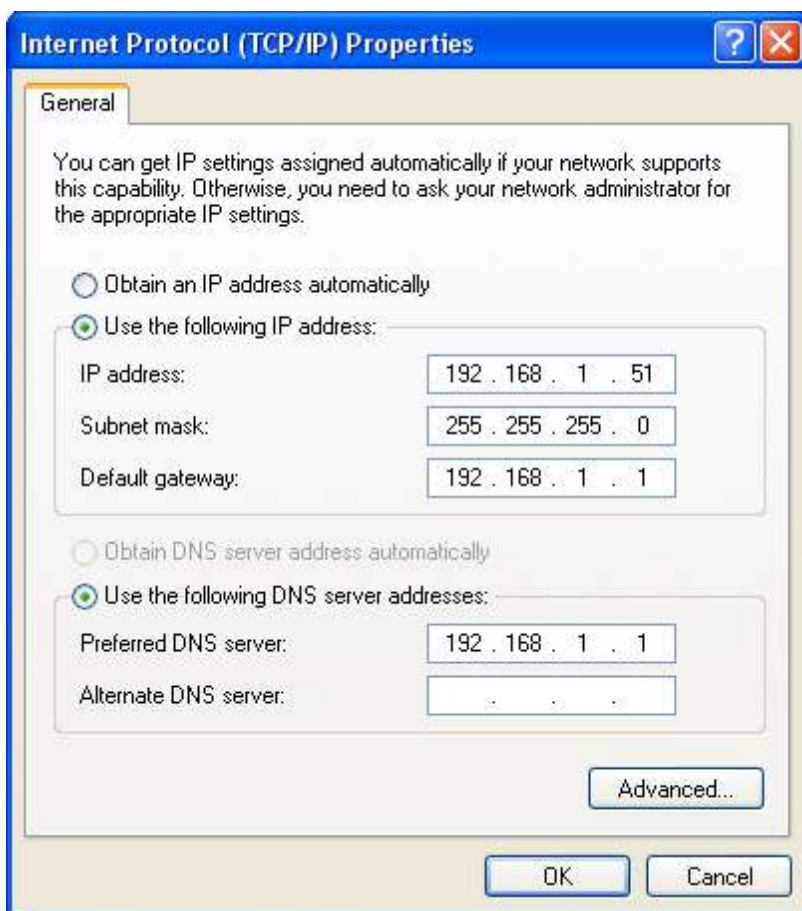 Internet Protocol (TCP/IP) Properties
General
You can get IP settings assigned automatically if your network supports
this capability. Otherwise, you need to ask your network administrator for
the appropriate IP settings.
Obtain an IP address automatically
Use the following IP address:
IP address: 192 . 168 . 1 . 51
Subnet mask: 255 . 255 . 255 . 0
Default gateway: 192 . 168 . 1 . 1
Obtain DNS server address automatically
Use the following DNS server addresses:
Preferred DNS server: 192 . 168 . 1 . 1
Alternate DNS server: . . .
Advanced...
OK Cancel